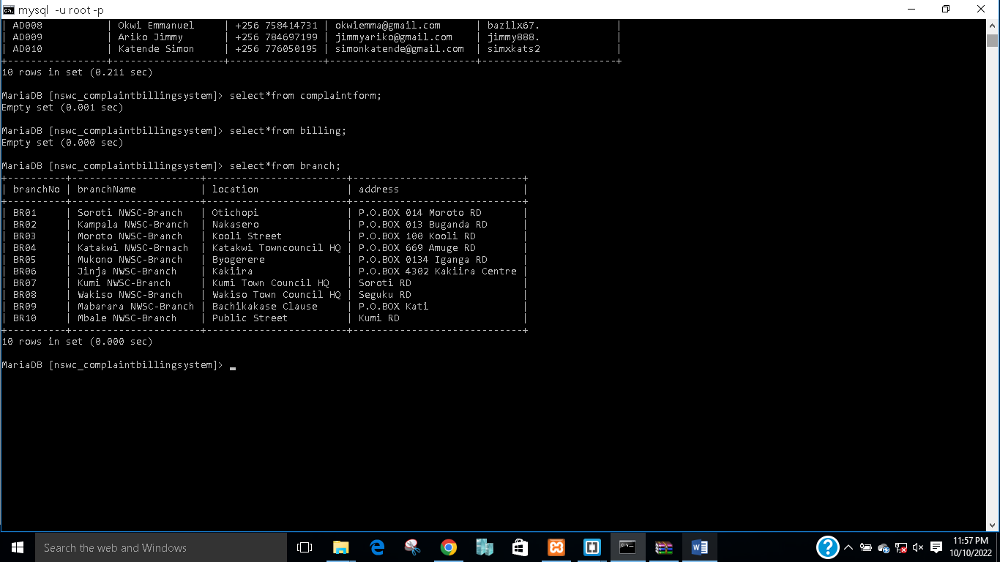 mysql -u root -p
| AD008 | Okwi Emmanuel | +256 758414731 | okwiemma@gmail.com | bazilx67. |
| AD009 | Ariko Jimmy | +256 784697199 | jimmyariko@gmail.com | jimmy888. |
| AD010 | Katende Simon | +256 776050195 | simonkatende@gmail.com | simxkats2 |
10 rows in set (0.211 sec)
MariaDB [nswc_complaintbillingsystem]> select*from complaintform;
Empty set (0.001 sec)
MariaDB [nswc_complaintbillingsystem]> select*from billing;
Empty set (0.000 sec)
MariaDB [nswc_complaintbillingsystem]> select*from branch;
| branchNo | branchName | location | address |
| BR01 | Soroti NWSC-Branch | Otichopi | P.O.BOX 014 Moroto RD |
| BR02 | Kampala NWSC-Branch | Nakasero | P.O.BOX 013 Buganda RD |
| BR03 | Moroto NWSC-Branch | Kooli Street | P.O.BOX 100 Kooli RD |
| BR04 | Katakwi NWSC-Brnach | Katakwi Towncouncil HQ | P.O.BOX 669 Amuge RD |
| BR05 | Mukono NWSC-Branch | Byogerere | P.O.BOX 0134 Iganga RD |
| BR06 | Jinja NWSC-Branch | Kakiira | P.O.BOX 4302 Kakiira Centre |
| BR07 | Kumi NWSC-Branch | Kumi Town Council HQ | Soroti RD |
| BR08 | Wakiso NWSC-Branch | Wakiso Town Council HQ | Seguku RD |
| BR09 | Mabarara NWSC-Branch | Bachikakase Clause | P.O.BOX Kati |
| BR10 | Mbale NWSC-Branch | Public Street | Kumi RD |
10 rows in set (0.000 sec)
MariaDB [nswc_complaintbillingsystem]> _
Search the web and Windows
11:57 PM
10/10/2022